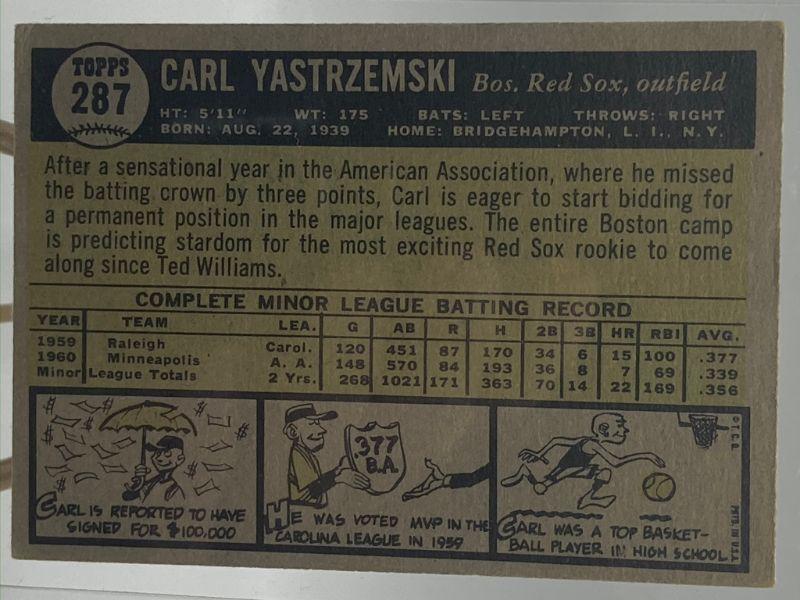 TOPPS
287
CARL YASTRZEMSKI Bos. Red Sox, outfield
HT: 5'11" WT: 175 BATS: LEFT THROWS: RIGHT
BORN: AUG. 22, 1939 HOME: BRIDGEHAMPTON, L. I., N. Y.
After a sensational year in the American Association, where he missed
the batting crown by three points, Carl is eager to start bidding for
a permanent position in the major leagues. The entire Boston camp
is predicting stardom for the most exciting Red Sox rookie to come
along since Ted Williams.
COMPLETE MINOR LEAGUE BATTING RECORD
YEAR TEAM LEA. G AB R H 2B 3B HR RBI AVG.
1959 Raleigh Carol. 120 451 87 170 34 6 15 100 .377
1960 Minneapolis A. A. 148 570 84 193 36 8 7 69 .339
Minor League Totals 2 Yrs. 268 1021 171 363 70 14 22 169 .356
$ $ $ $ $
CARL IS REPORTED TO HAVE
SIGNED FOR $100,000
.377
B.A.
HE WAS VOTED MVP IN THE
CAROLINA LEAGUE IN 1959
CARL WAS A TOP BASKET-
BALL PLAYER IN HIGH SCHOOL
© T.C.G. PRTD. IN U.S.A.